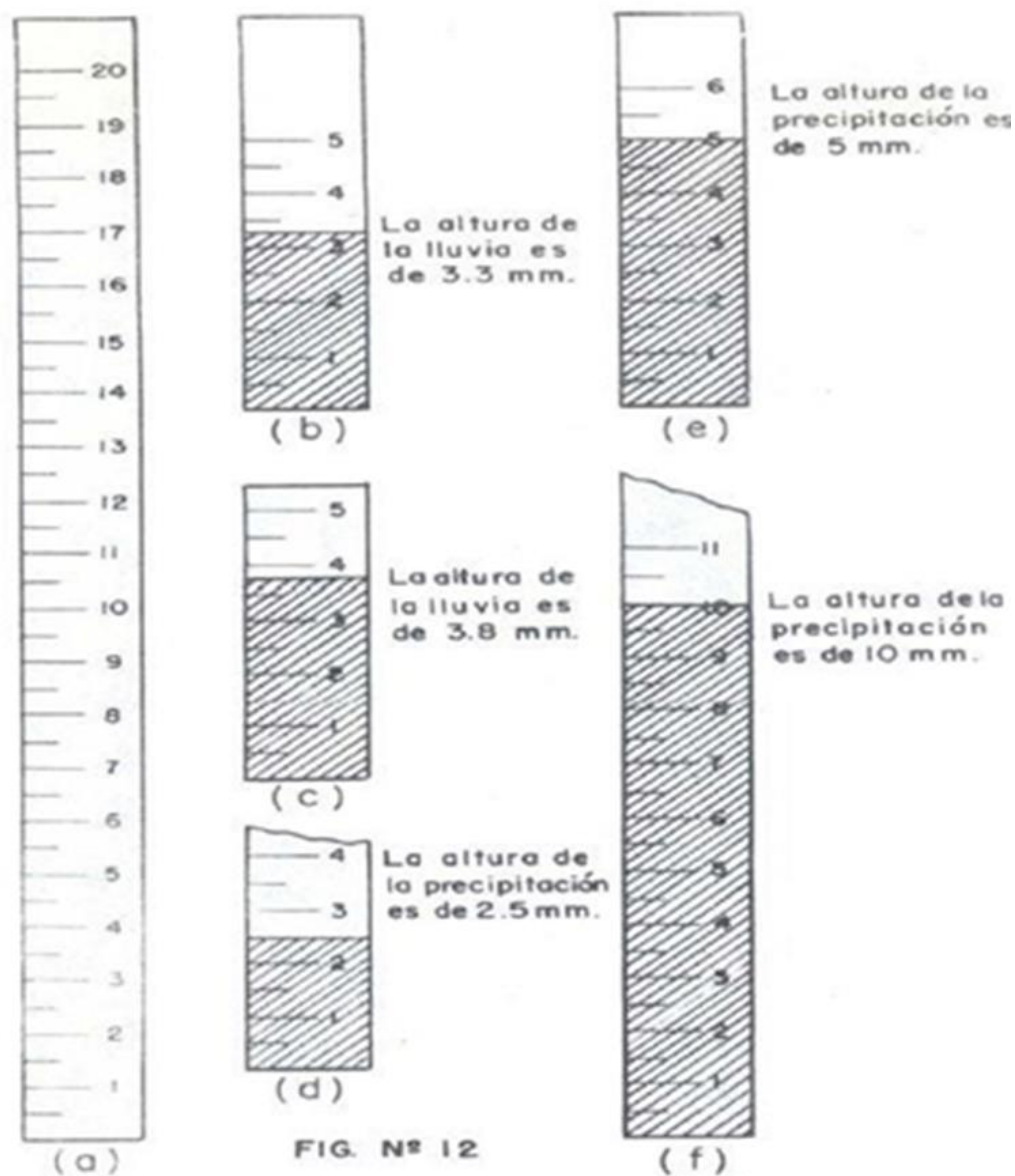 20
19
18
17
16
15
14
13
12
11
10
9
8
7
6
5
4
3
2
1
(a)
5
4
3
2
1
(b)
La altura de
la lluvia es
de 3.3 mm.
5
4
3
2
1
(c)
La altura de
la lluvia es
de 3.8 mm.
4
3
2
1
(d)
La altura de
la precipitación
es de 2.5 mm.
6
5
4
3
2
1
(e)
La altura de la
precipitación es
de 5 mm.
11
10
9
8
7
6
5
4
3
2
1
(f)
La altura de la
precipitación
es de 10 mm.
FIG. Nº 12